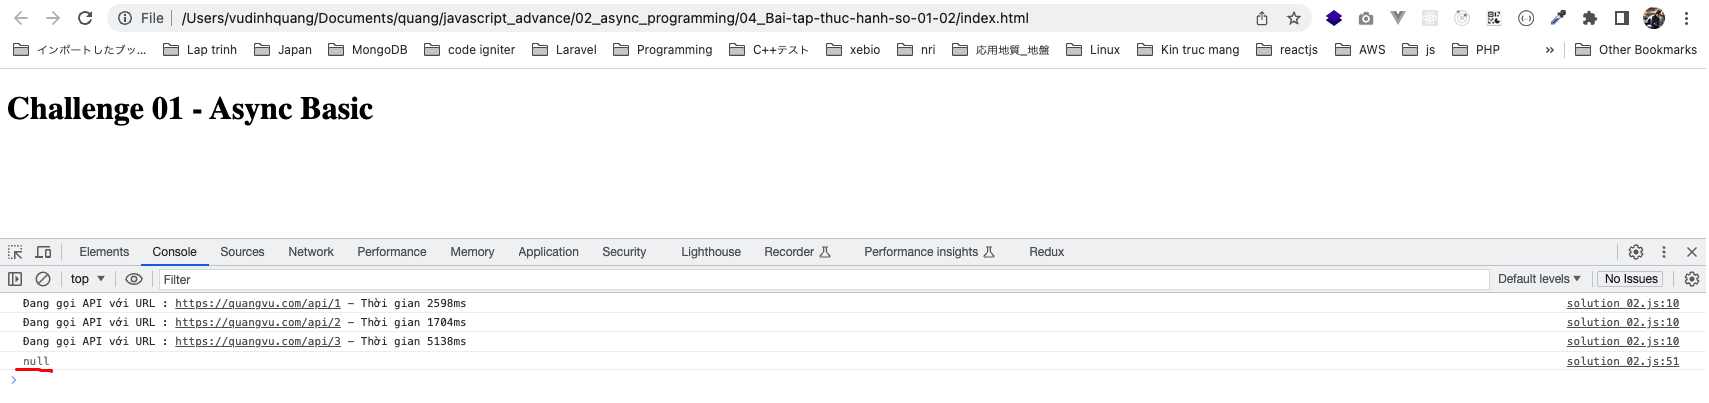 File /Users/vudinhquang/Documents/quang/javascript_advance/02_async_programming/04_Bai-tap-thuc-hanh-so-01-02/index.html
インポートしたブッ... Lap trinh Japan MongoDB code igniter Laravel Programming C++テスト xebio nri 応用地質_地盤 Linux Kin truc mang reactjs AWS js PHP » Other Bookmarks
Challenge 01 - Async Basic
Elements Console Sources Network Performance Memory Application Security Lighthouse Recorder Performance insights Redux
top Filter Default levels No Issues
Đang gọi API với URL : https://quangvu.com/api/1 – Thời gian 2598ms solution_02.js:10
Đang gọi API với URL : https://quangvu.com/api/2 – Thời gian 1704ms solution_02.js:10
Đang gọi API với URL : https://quangvu.com/api/3 – Thời gian 5138ms solution_02.js:10
null solution_02.js:51